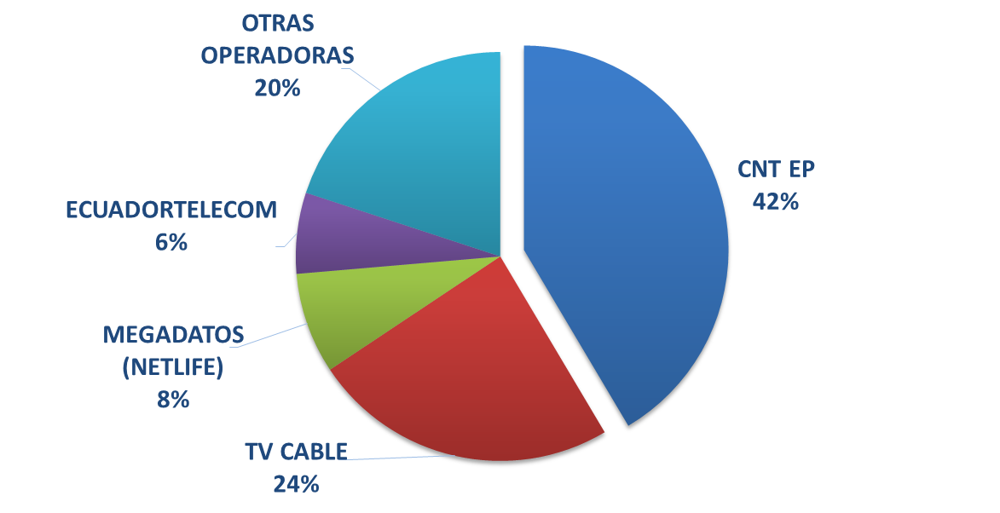 OTRAS
OPERADORAS
20%
CNT EP
42%
ECUADORTELECOM
6%
MEGADATOS
(NETLIFE)
8%
TV CABLE
24%